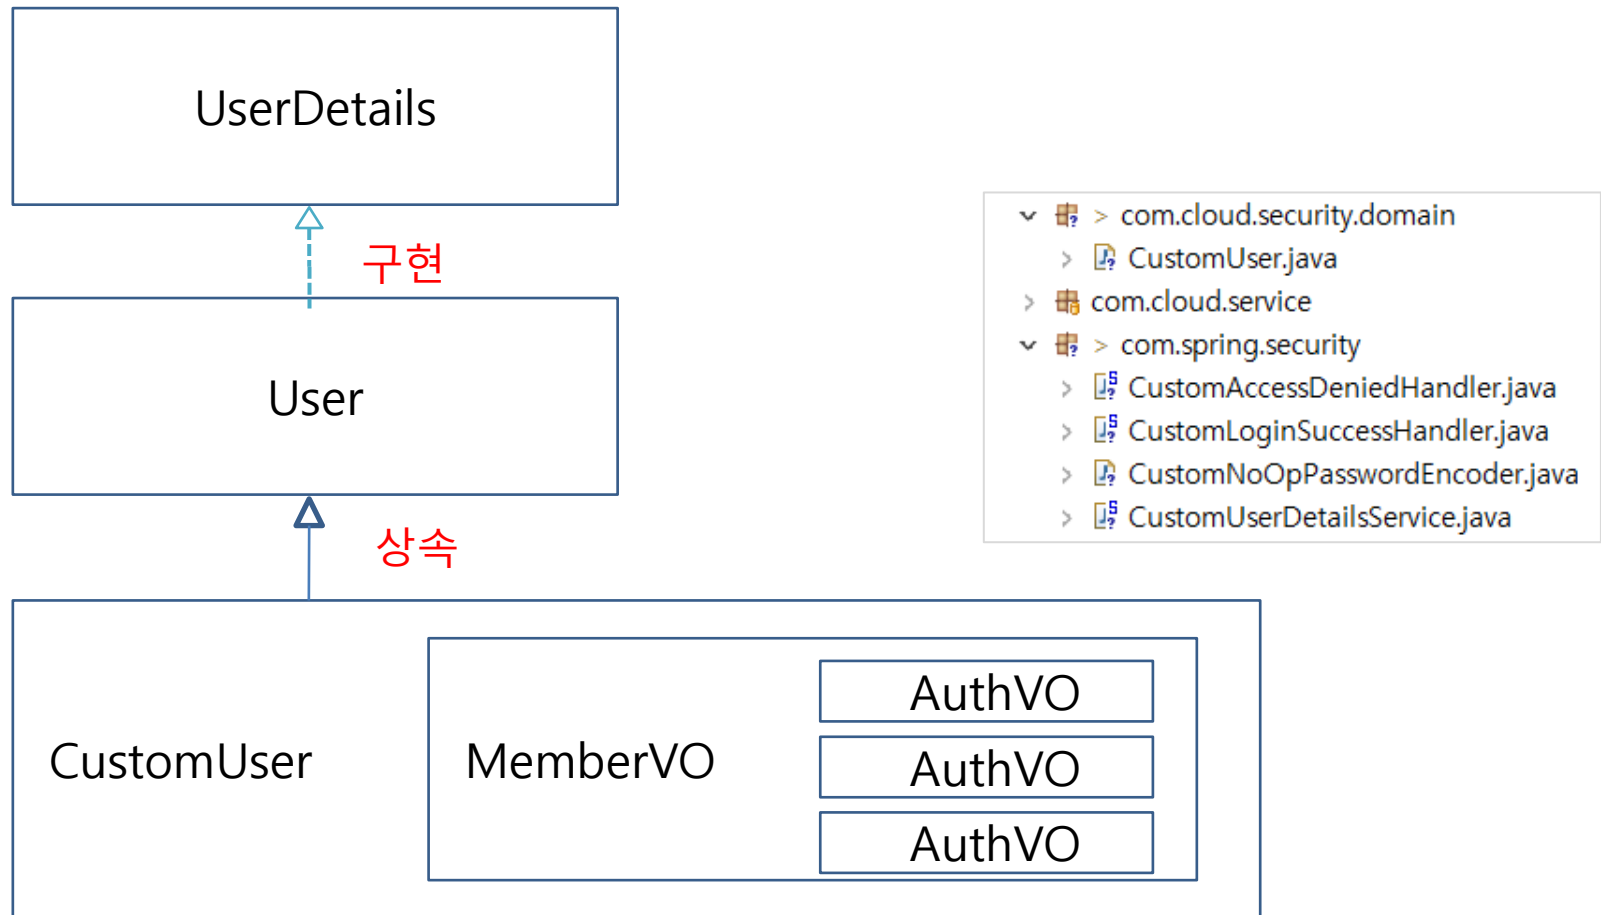 UserDetails
구현
User
상속
CustomUser
MemberVO
AuthVO
AuthVO
AuthVO
> com.cloud.security.domain
CustomUser.java
com.cloud.service
> com.spring.security
CustomAccessDeniedHandler.java
CustomLoginSuccessHandler.java
CustomNoOpPasswordEncoder.java
CustomUserDetailsService.java